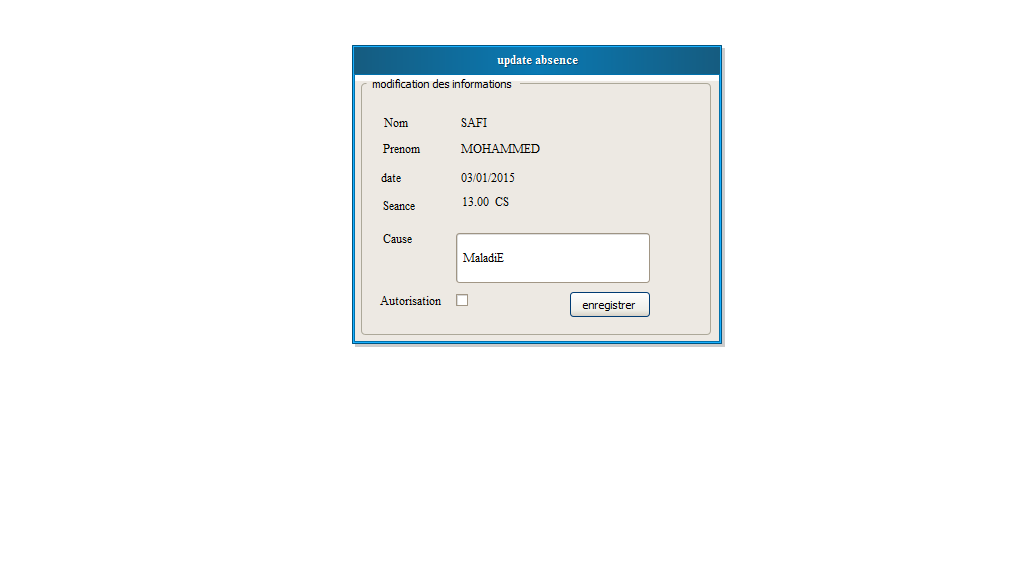 update absence
modification des informations
Nom SAFI
Prenom MOHAMMED
date 03/01/2015
Seance 13.00 CS
Cause MaladiE
Autorisation enregistrer